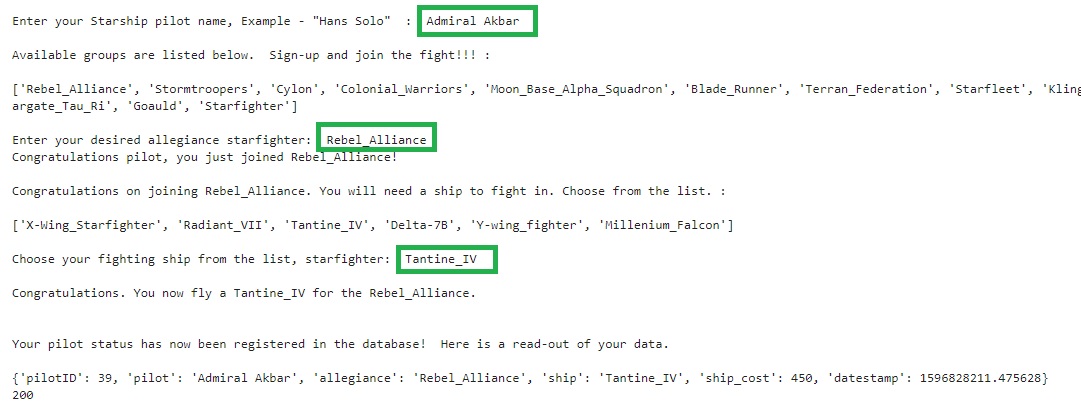 Enter your Starship pilot name, Example - "Hans Solo"  : Admiral Akbar
Available groups are listed below.  Sign-up and join the fight!!! :
['Rebel_Alliance', 'Stormtroopers', 'Cylon', 'Colonial_Warriors', 'Moon_Base_Alpha_Squadron', 'Blade_Runner', 'Terran_Federation', 'Starfleet', 'Kling
argate_Tau_Ri', 'Goauld', 'Starfighter']
Enter your desired allegiance starfighter: Rebel_Alliance
Congratulations pilot, you just joined Rebel_Alliance!
Congratulations on joining Rebel_Alliance. You will need a ship to fight in. Choose from the list. :
['X-Wing_Starfighter', 'Radiant_VII', 'Tantine_IV', 'Delta-7B', 'Y-wing_fighter', 'Millenium_Falcon']
Choose your fighting ship from the list, starfighter: Tantine_IV
Congratulations. You now fly a Tantine_IV for the Rebel_Alliance.
Your pilot status has now been registered in the database!  Here is a read-out of your data.
{'pilotID': 39, 'pilot': 'Admiral Akbar', 'allegiance': 'Rebel_Alliance', 'ship': 'Tantine_IV', 'ship_cost': 450, 'datestamp': 1596828211.475628}
200